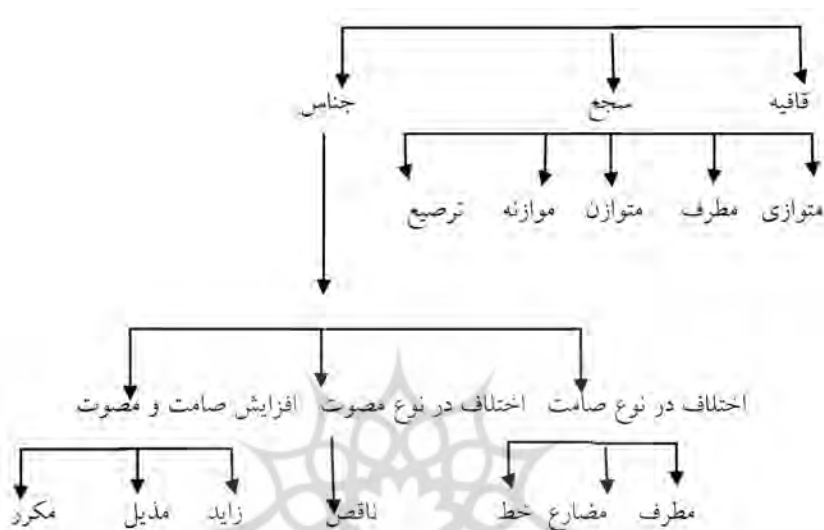 قافیه سجع جناس
متوازی مطرف متوازن موازنه ترصیع
اختلاف در نوع صامت اختلاف در نوع مصوت افزایش صامت و مصوت
مطرف مضارع خط ناقص زاید مذیل مکرر